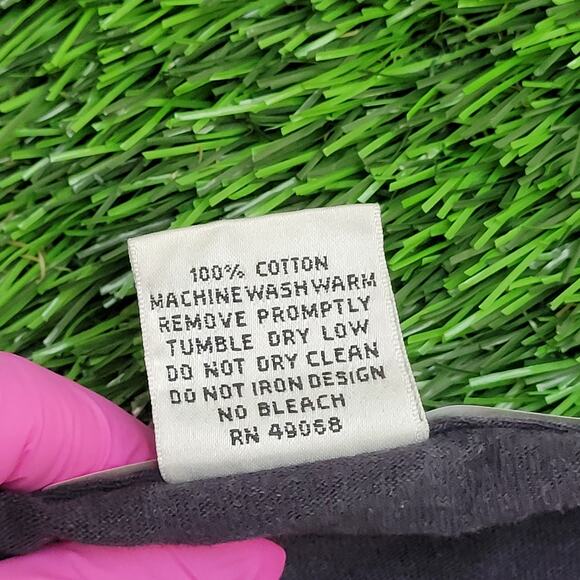 100% COTTON
MACHINE WASH WARM
REMOVE PROMPTLY
TUMBLE DRY LOW
DO NOT DRY CLEAN
DO NOT IRON DESIGN
NO BLEACH
RN 49068